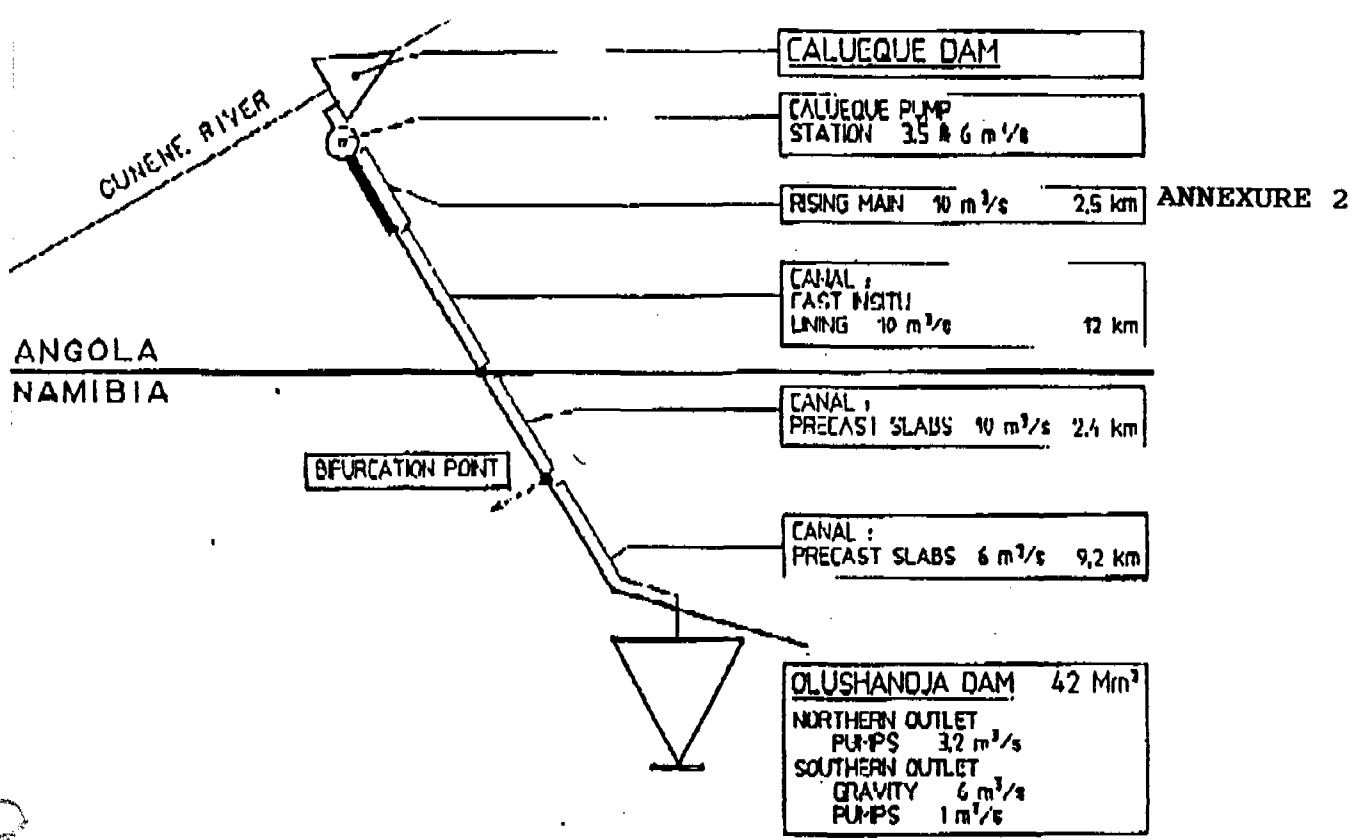 CALUEQUE DAM
CUNENE RIVER
CALUEQUE PUMP
STATION 3.5 & 6 m³/s
RISING MAIN 10 m³/s 2,5 km
ANNEXURE 2
CANAL :
CAST INSITU
LINING 10 m³/s 12 km
ANGOLA
NAMIBIA
CANAL :
PRECAST SLABS 10 m³/s 2.4 km
BIFURCATION POINT
CANAL :
PRECAST SLABS 6 m³/s 9,2 km
OLUSHANDJA DAM 42 Mm³
NORTHERN OUTLET
PUMPS 3,2 m³/s
SOUTHERN OUTLET
GRAVITY 6 m³/s
PUMPS 1 m³/s